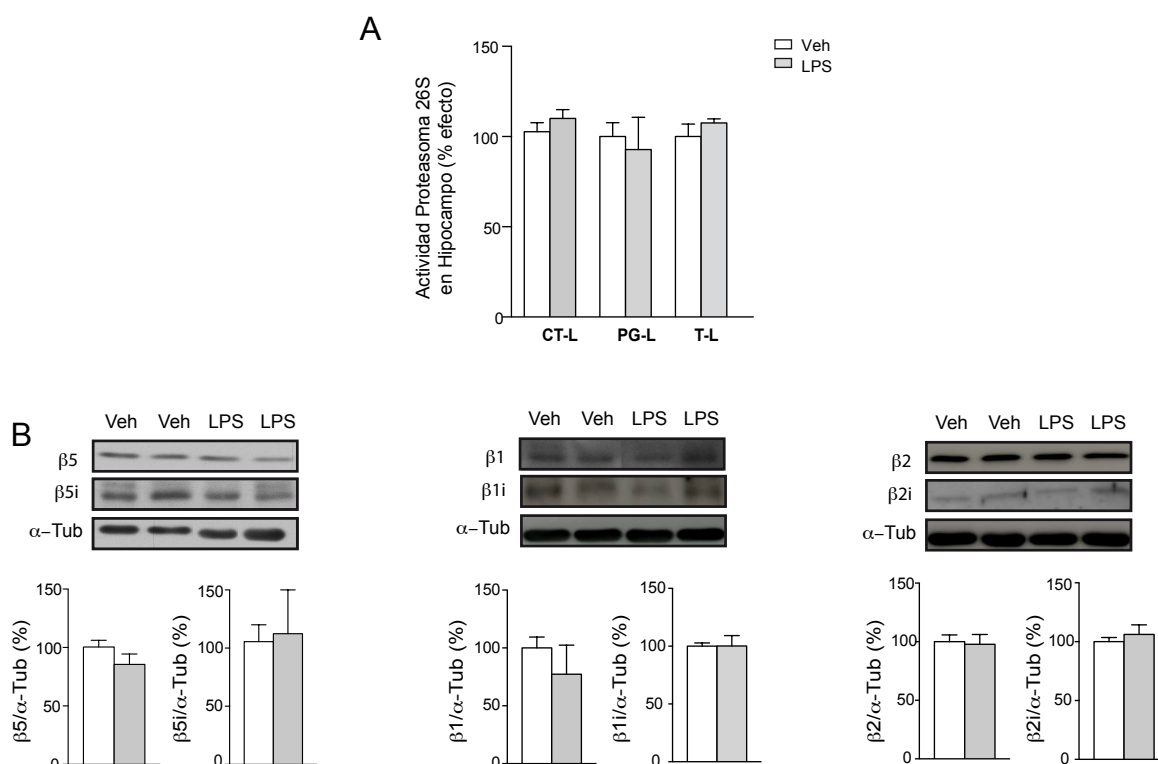 A
Actividad Proteasoma 26S
en Hipocampo (% efecto)
150
100
50
0
CT-L PG-L T-L
Veh
LPS
B
Veh Veh LPS LPS
β5
β5i
α–Tub
β5/α-Tub (%)
150
100
50
0
β5i/α-Tub (%)
150
100
50
0
Veh Veh LPS LPS
β1
β1i
α–Tub
β1/α-Tub (%)
150
100
50
0
β1i/α-Tub (%)
150
100
50
0
Veh Veh LPS LPS
β2
β2i
α–Tub
β2/α-Tub (%)
150
100
50
0
β2i/α-Tub (%)
150
100
50
0